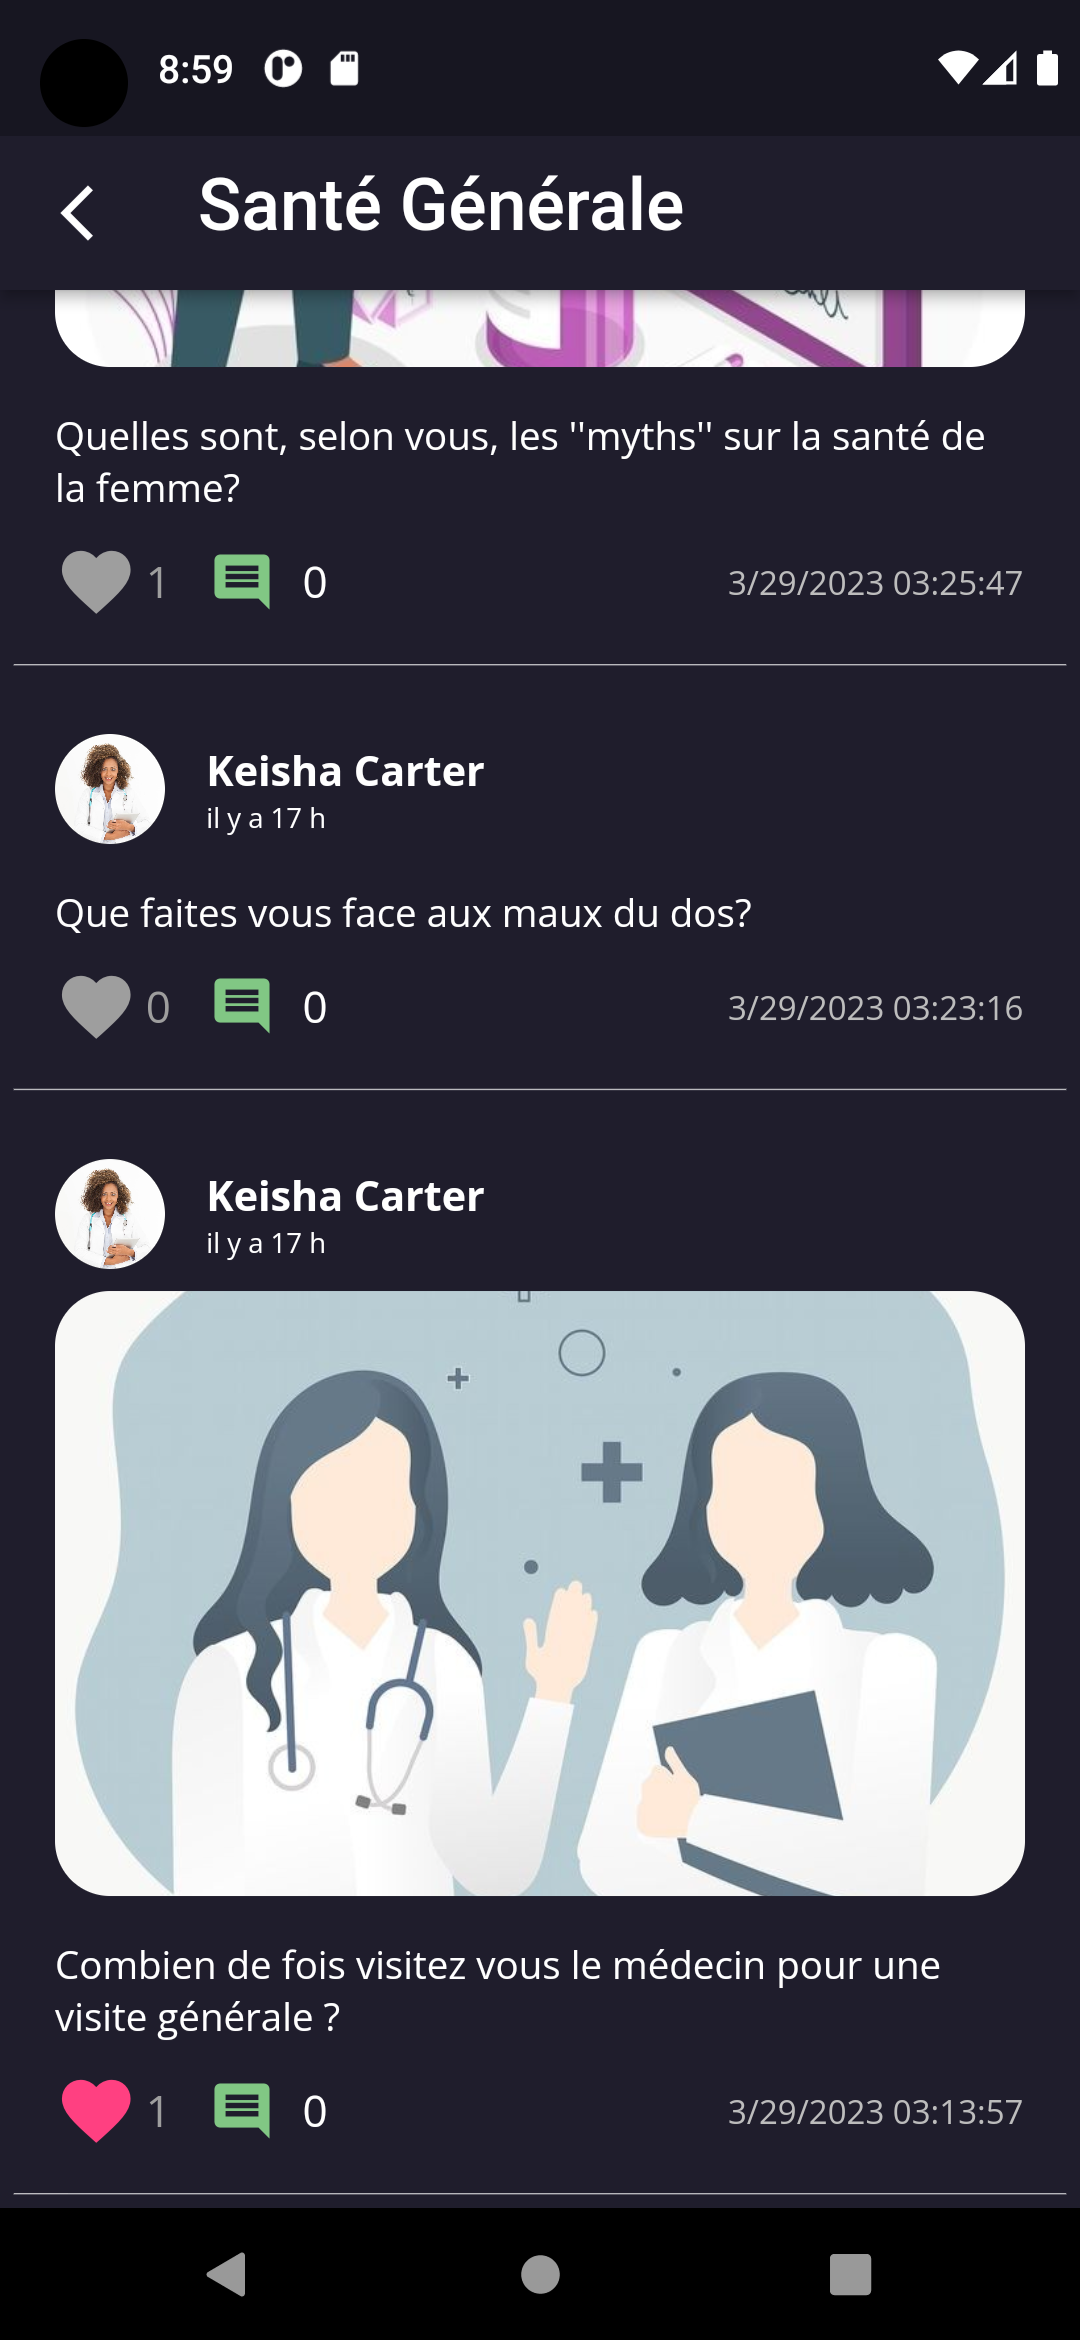 8:59
Santé Générale
Quelles sont, selon vous, les ''myths'' sur la santé de
la femme?
1 0 3/29/2023 03:25:47
Keisha Carter
il y a 17 h
Que faites vous face aux maux du dos?
0 0 3/29/2023 03:23:16
Keisha Carter
il y a 17 h
Combien de fois visitez vous le médecin pour une
visite générale ?
1 0 3/29/2023 03:13:57